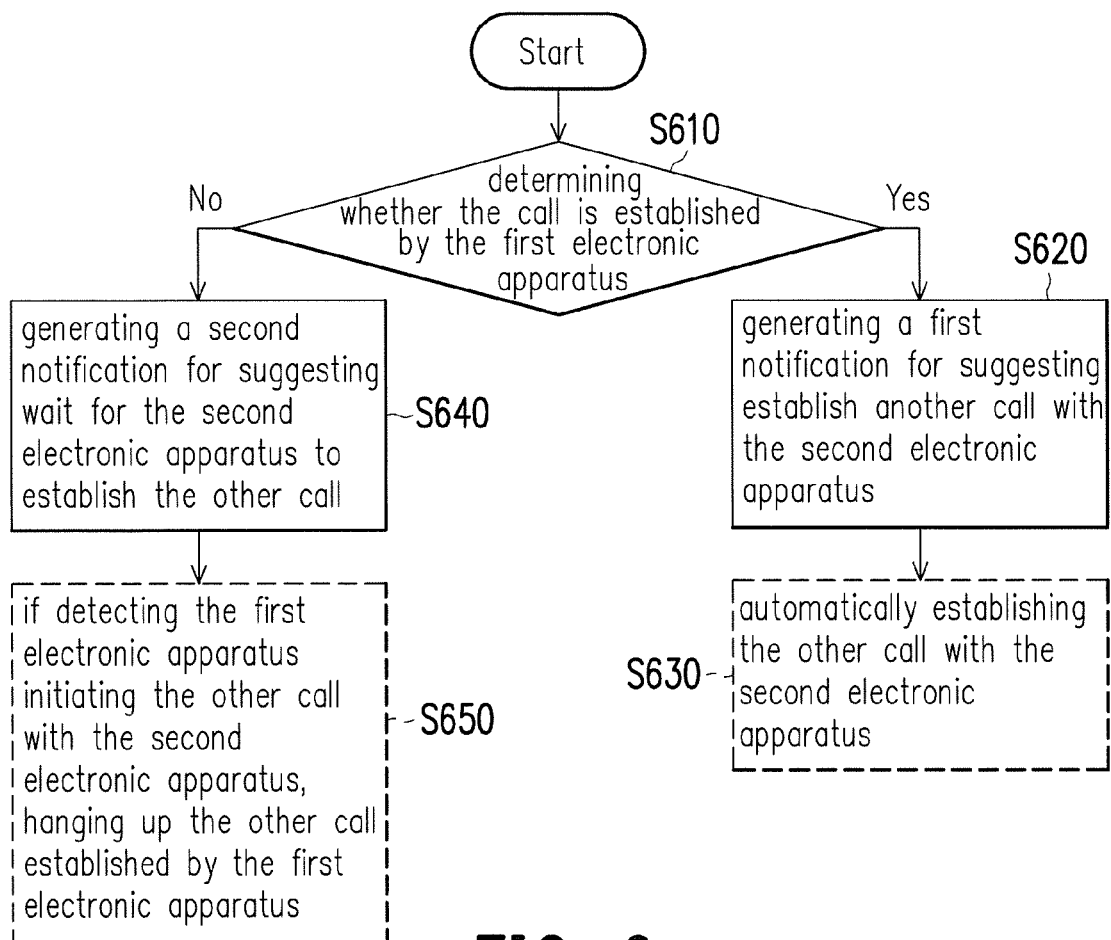 Start
S610
determining
whether the call is established
by the first electronic
apparatus
No
Yes
S620
generating a first
notification for suggesting
establish another call with
the second electronic
apparatus
generating a second
notification for suggesting
wait for the second
electronic apparatus to
establish the other call
S640
automatically establishing
the other call with the
second electronic
apparatus
S630
if detecting the first
electronic apparatus
initiating the other call
with the second
electronic apparatus,
hanging up the other call
established by the first
electronic apparatus
S650